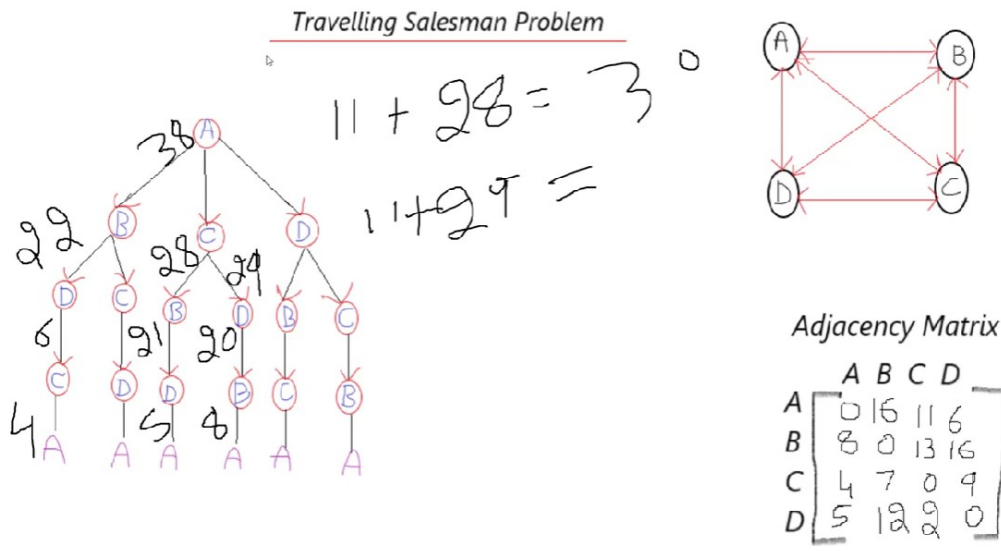 Travelling Salesman Problem
11 + 28 = 3
11+29 =
A B
D C
38 A
22 B C D
28 29
D C B D B C
6 21 20
C D D B C B
4 5 8
A A A A A A
Adjacency Matrix
A B C D
A 0 16 11 6
B 8 0 13 16
C 4 7 0 9
D 5 12 2 0